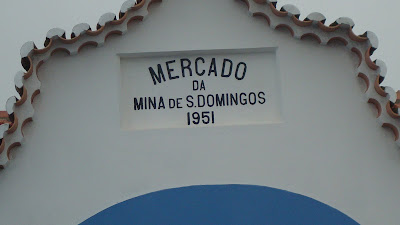 MERCADO
DA
MINA DE S.DOMINGOS
1951